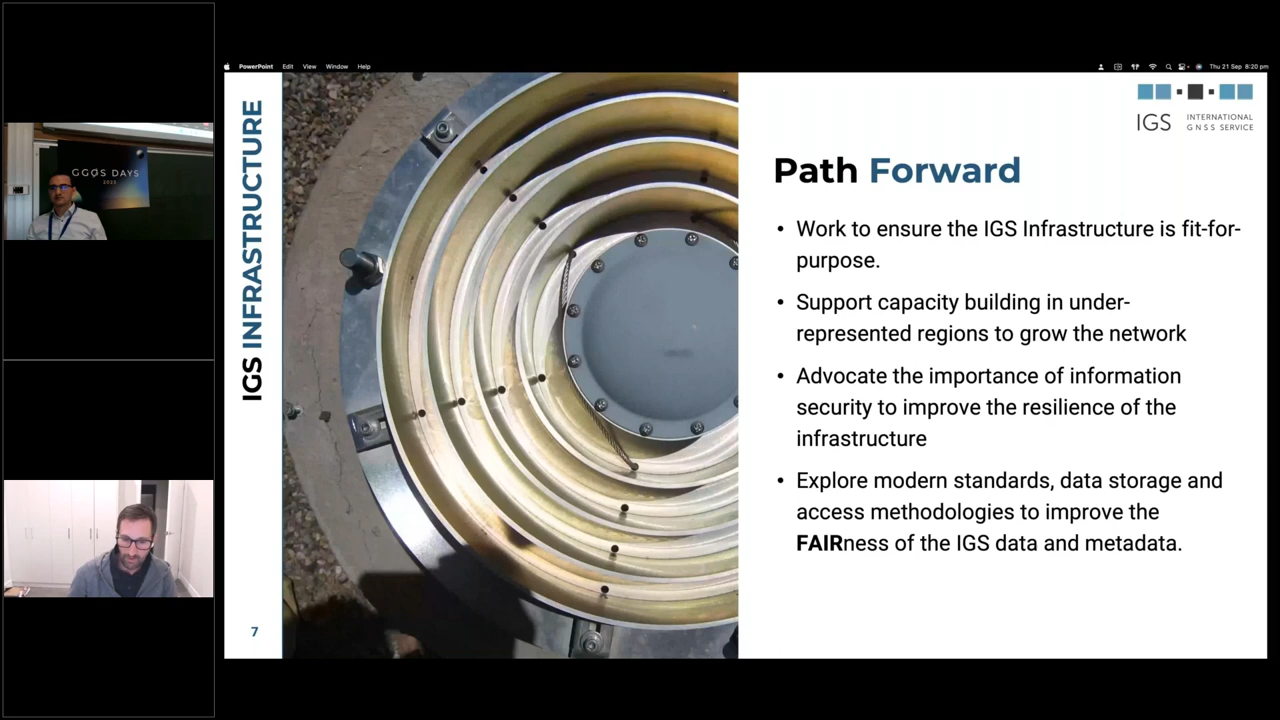 PowerPoint Edit View Window Help
Thu 21 Sep 8:20 pm
GGOS DAYS
2023
IGS INFRASTRUCTURE
7
IGS INTERNATIONAL
GNSS SERVICE
Path Forward
• Work to ensure the IGS Infrastructure is fit-for-
purpose.
• Support capacity building in under-
represented regions to grow the network
• Advocate the importance of information
security to improve the resilience of the
infrastructure
• Explore modern standards, data storage and
access methodologies to improve the
FAIRness of the IGS data and metadata.